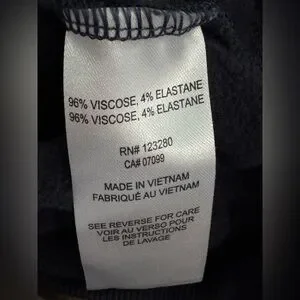 96% VISCOSE, 4% ELASTANE
96% VISCOSE, 4% ELASTANE
RN# 123280
CA# 07099
MADE IN VIETNAM
FABRIQUÉ AU VIETNAM
SEE REVERSE FOR CARE
VOIR AU VERSO POUR
LES INSTRUCTIONS
DE LAVAGE